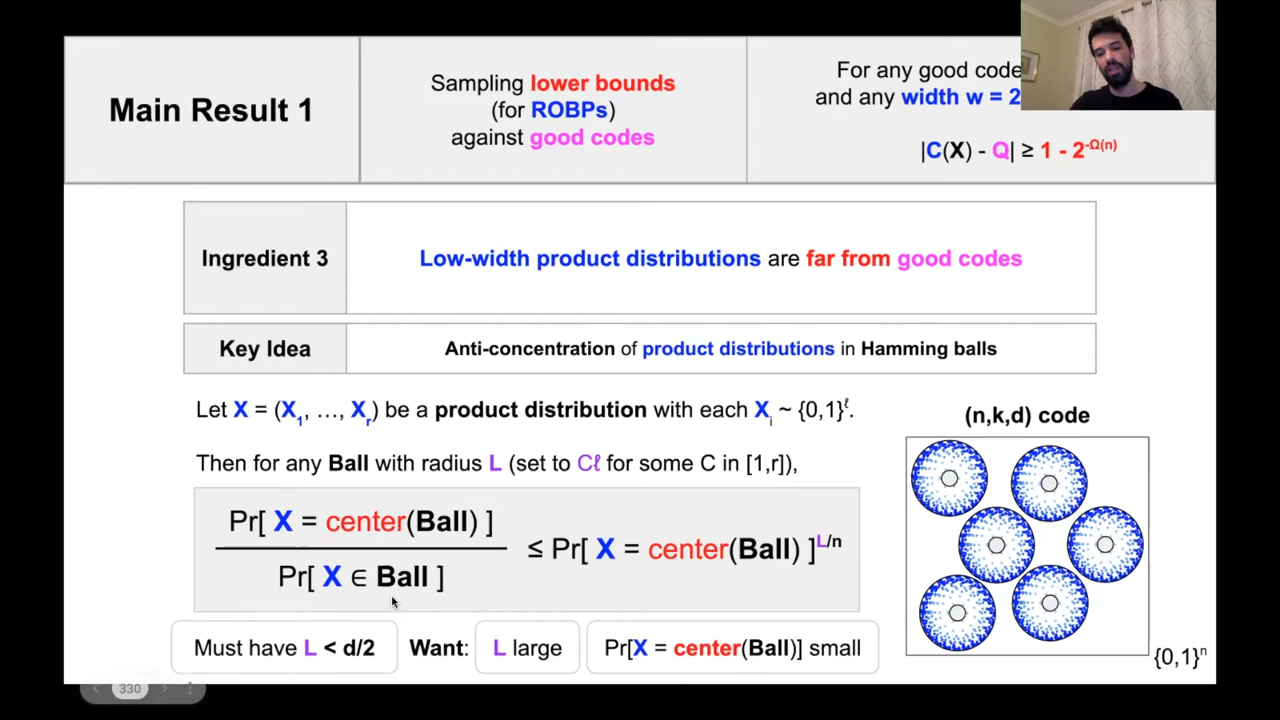 Main Result 1
Sampling lower bounds
(for ROBPs)
against good codes
For any good code
and any width w = 2
|C(X) - Q| ≥ 1 - 2^-Ω(n)
Ingredient 3
Low-width product distributions are far from good codes
Key Idea
Anti-concentration of product distributions in Hamming balls
Let X = (X_1, …, X_r) be a product distribution with each X_i ~ {0,1}^ℓ.
Then for any Ball with radius L (set to Cℓ for some C in [1,r]),
Pr[ X = center(Ball) ]
Pr[ X ∈ Ball ]
≤ Pr[ X = center(Ball) ]^L/n
Must have L < d/2
Want:
L large
Pr[X = center(Ball)] small
(n,k,d) code
{0,1}^n
330